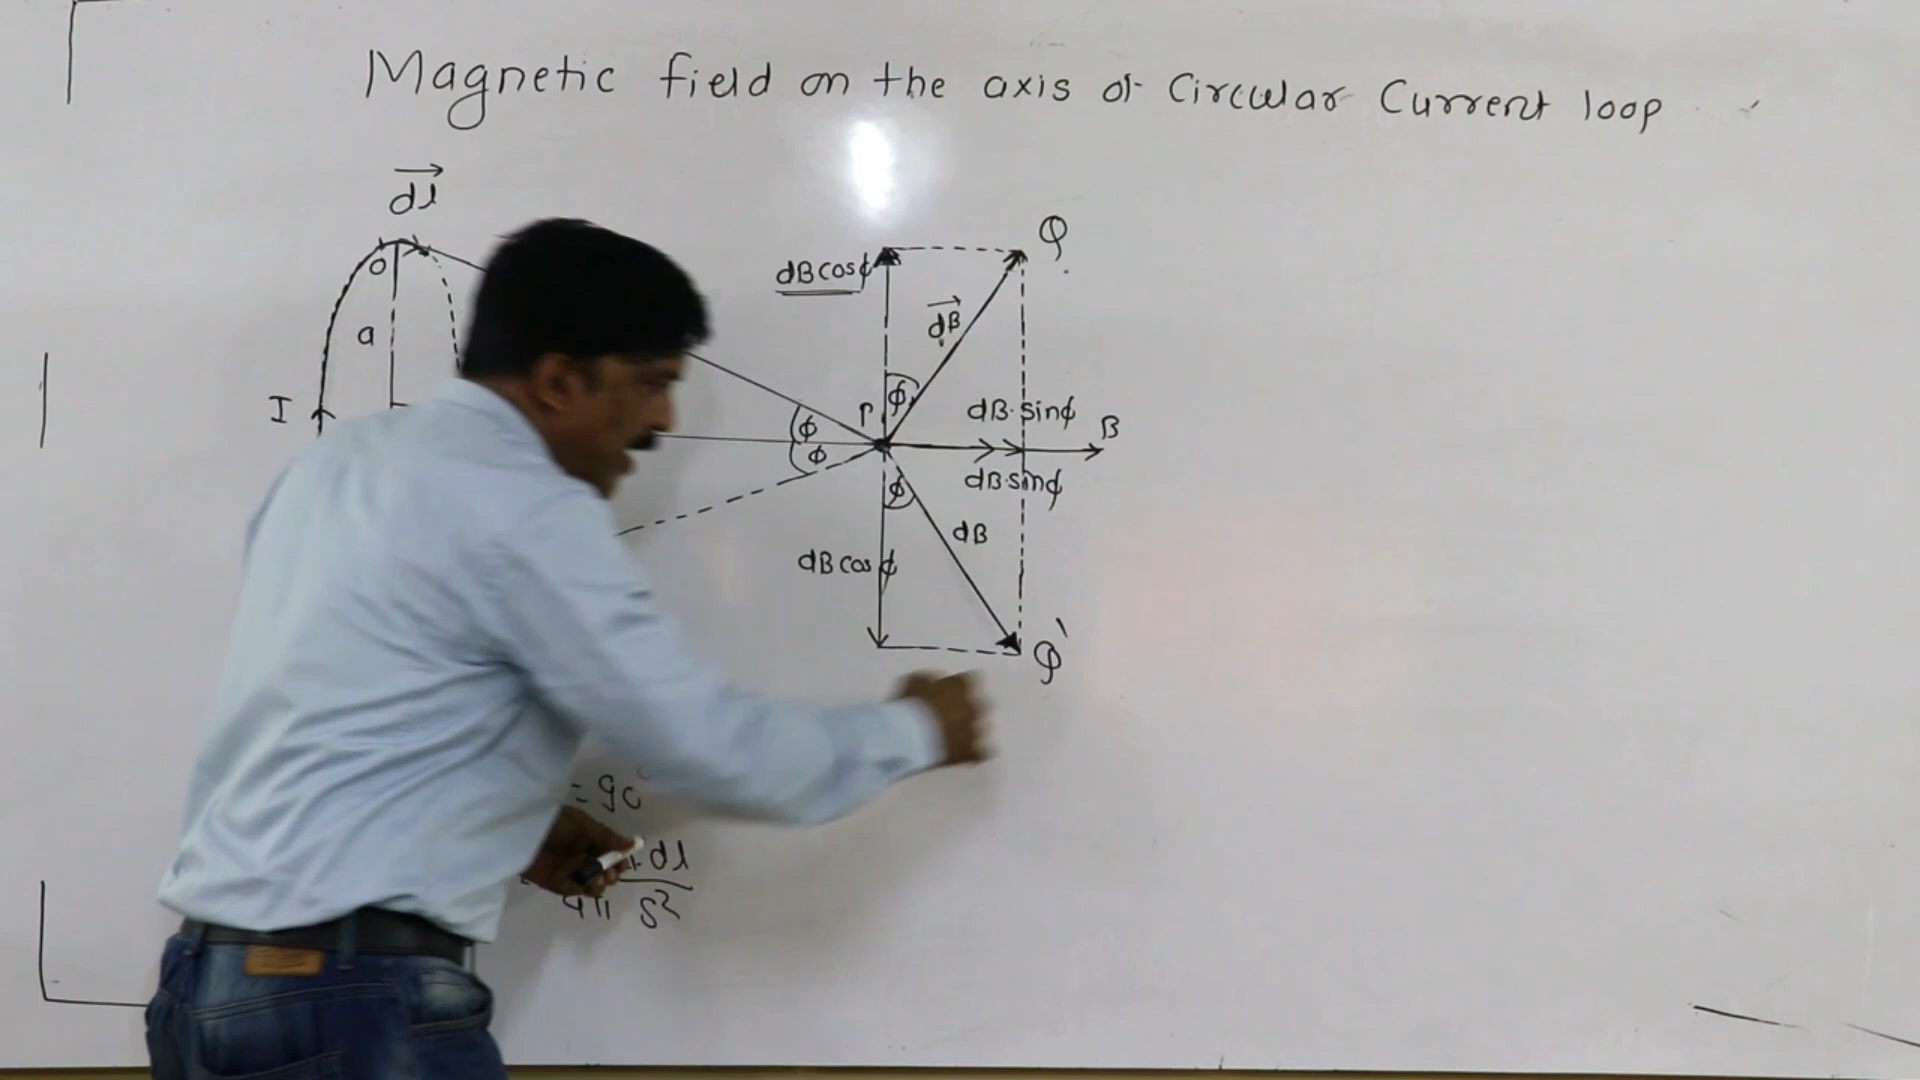 Magnetic field on the axis of Circular Current loop
dl
O
a
I
dB cosϕ
Q
dB
ϕ
P
dB·sinϕ
B
ϕ
ϕ
dB·sinϕ
ϕ
dB
dB cosϕ
Q'
= 90°
dl
4π s²